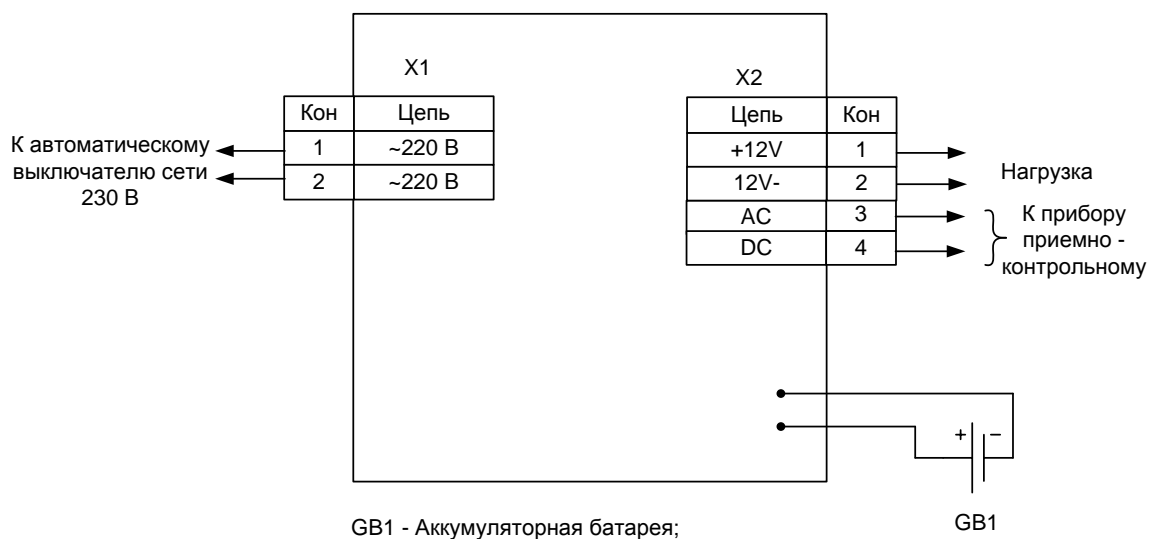 X1
X2
Кон Цепь
Цепь Кон
К автоматическому
выключателю сети
230 В
1 ~220 В
2 ~220 В
+12V 1
12V- 2
AC 3
DC 4
Нагрузка
К прибору
приемно -
контрольному
+ –
GB1
GB1 - Аккумуляторная батарея;